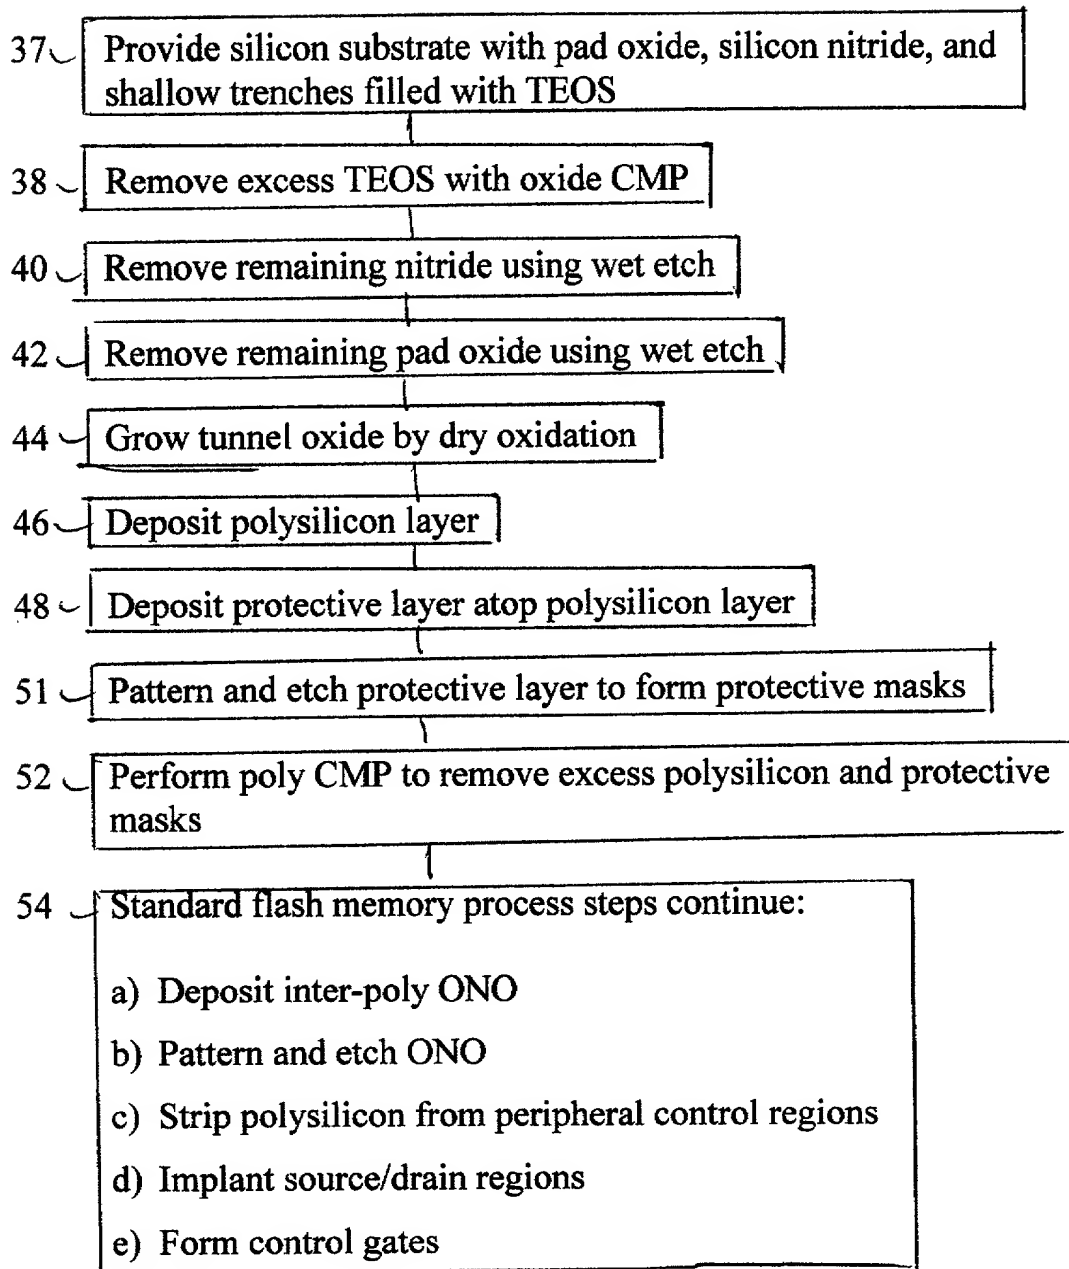 37 Provide silicon substrate with pad oxide, silicon nitride, and
shallow trenches filled with TEOS
38 Remove excess TEOS with oxide CMP
40 Remove remaining nitride using wet etch
42 Remove remaining pad oxide using wet etch
44 Grow tunnel oxide by dry oxidation
46 Deposit polysilicon layer
48 Deposit protective layer atop polysilicon layer
51 Pattern and etch protective layer to form protective masks
52 Perform poly CMP to remove excess polysilicon and protective
masks
54 Standard flash memory process steps continue:
a) Deposit inter-poly ONO
b) Pattern and etch ONO
c) Strip polysilicon from peripheral control regions
d) Implant source/drain regions
e) Form control gates